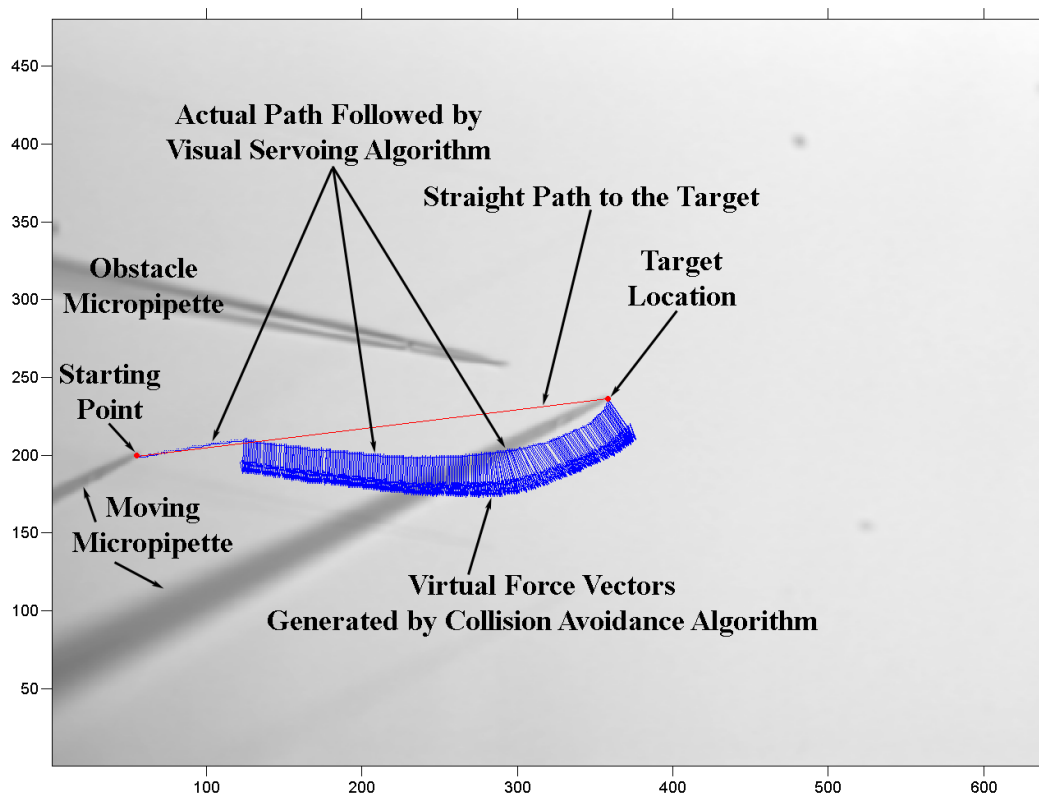 450
400
350
300
250
200
150
100
50
Actual Path Followed by
Visual Servoing Algorithm
Straight Path to the Target
Target
Location
Obstacle
Micropipette
Starting
Point
Moving
Micropipette
Virtual Force Vectors
Generated by Collision Avoidance Algorithm
100
200
300
400
500
600